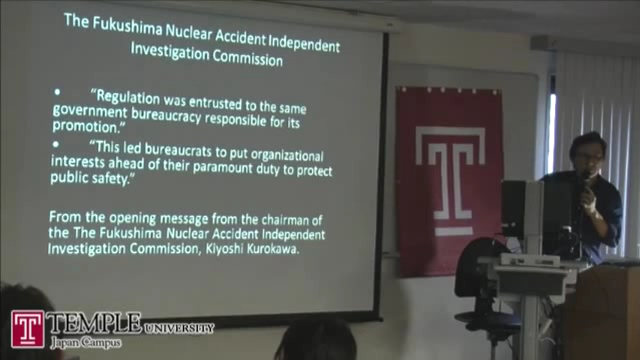 The Fukushima Nuclear Accident Independent
Investigation Commission
• "Regulation was entrusted to the same
government bureaucracy responsible for its
promotion."
• "This led bureaucrats to put organizational
interests ahead of their paramount duty to protect
public safety."
From the opening message from the chairman of
the The Fukushima Nuclear Accident Independent
Investigation Commission, Kiyoshi Kurokawa.
T
T TEMPLE UNIVERSITY
Japan Campus